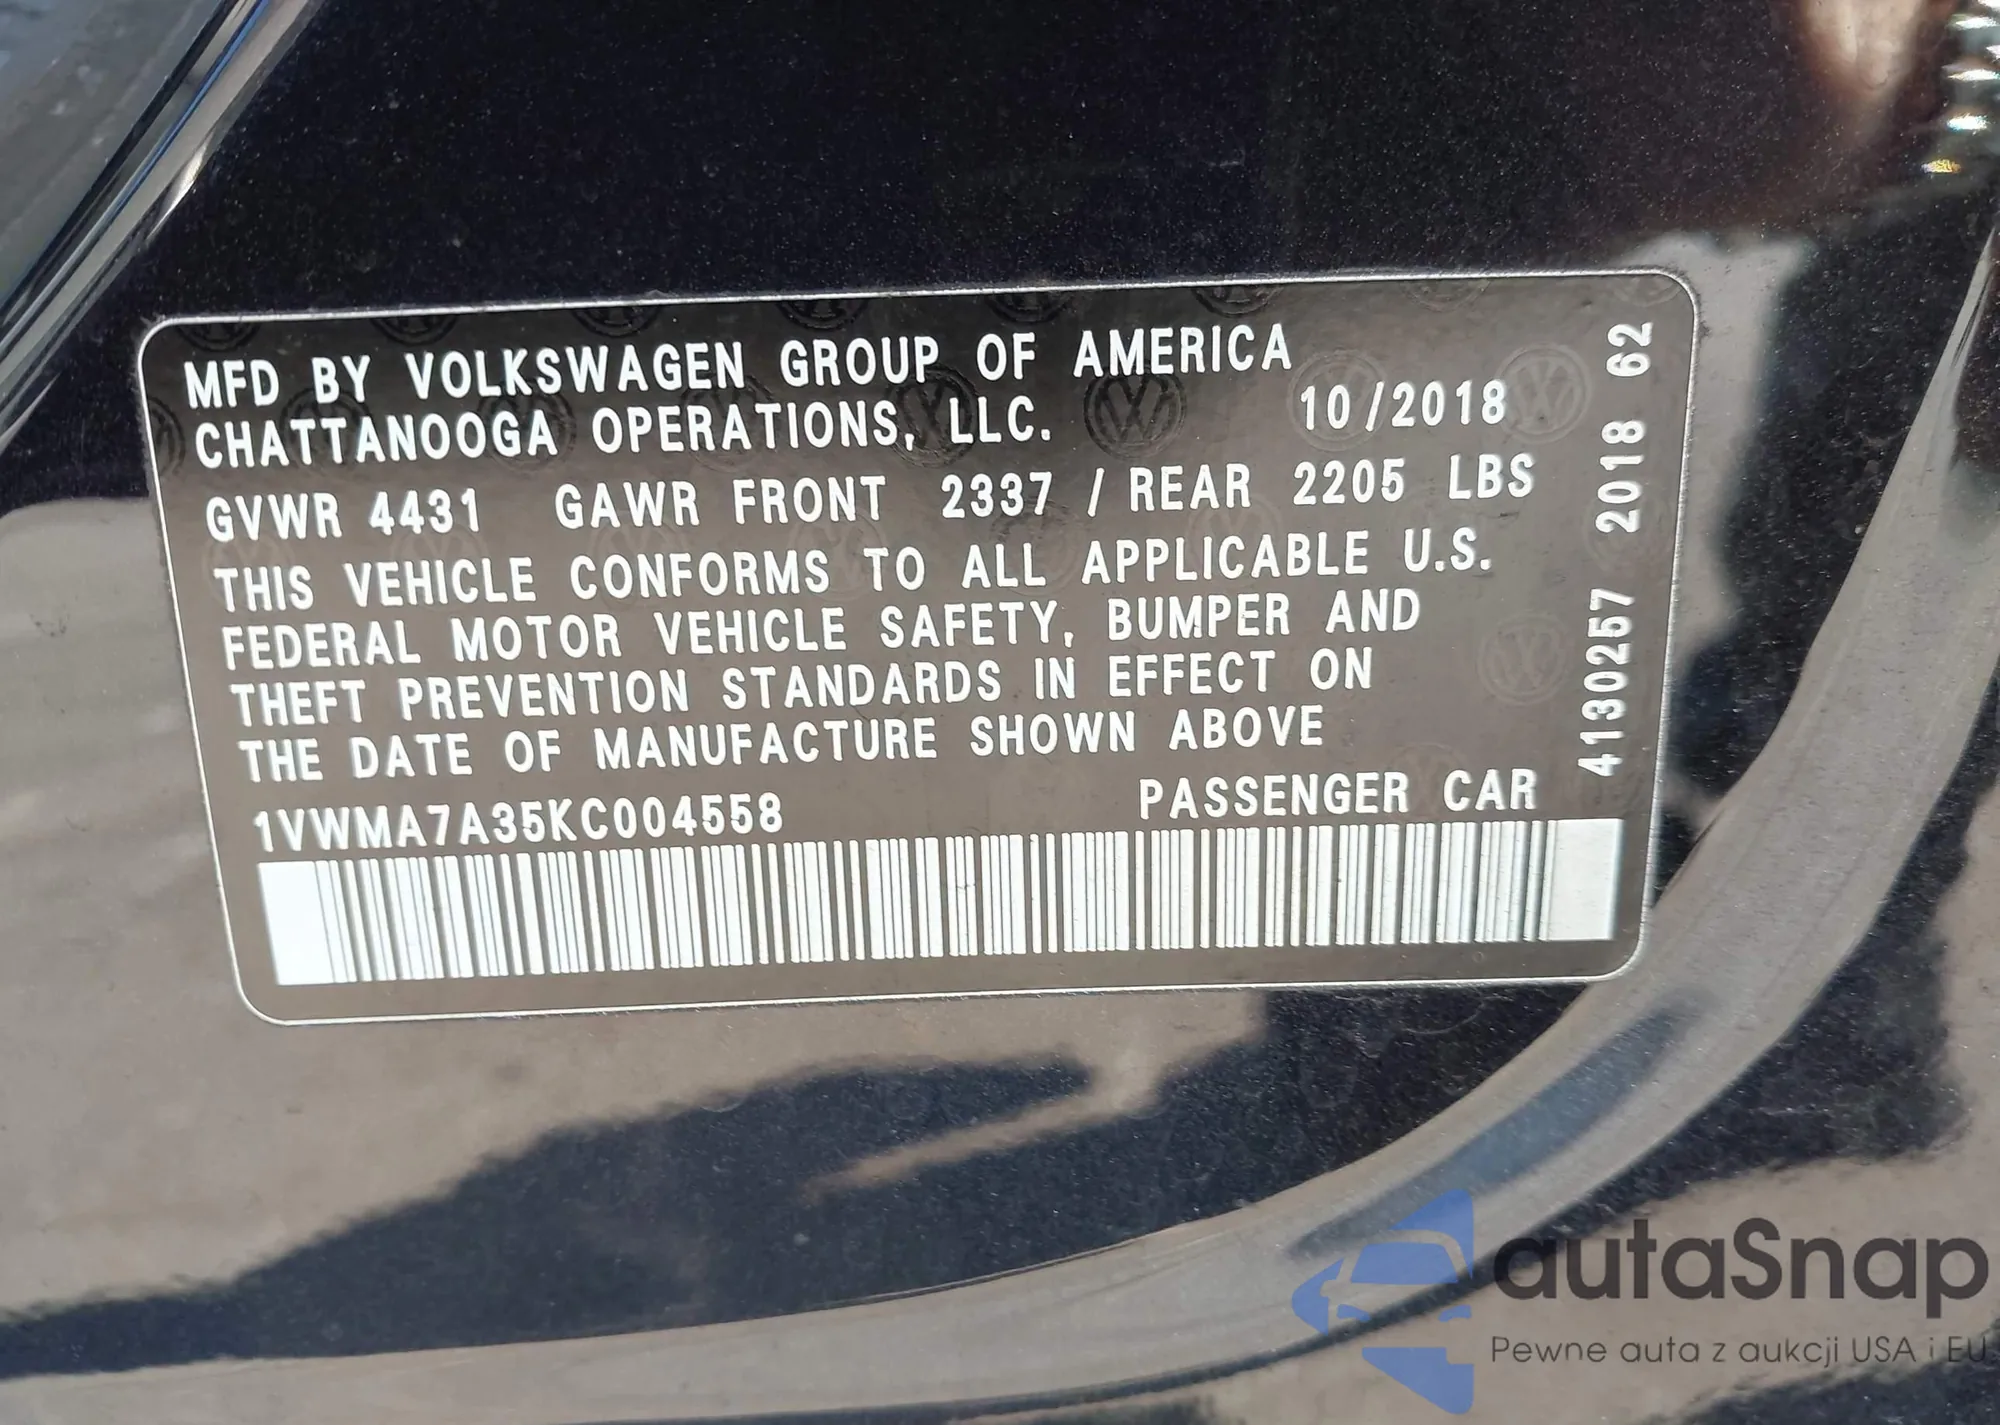 MFD BY VOLKSWAGEN GROUP OF AMERICA
CHATTANOOGA OPERATIONS, LLC. 10/2018
GVWR 4431 GAWR FRONT 2337 / REAR 2205 LBS
THIS VEHICLE CONFORMS TO ALL APPLICABLE U.S.
FEDERAL MOTOR VEHICLE SAFETY, BUMPER AND
THEFT PREVENTION STANDARDS IN EFFECT ON
THE DATE OF MANUFACTURE SHOWN ABOVE
1VWMA7A35KC004558 PASSENGER CAR
4130257 2018 62
autaSnap
Pewne auta z aukcji USA i EU